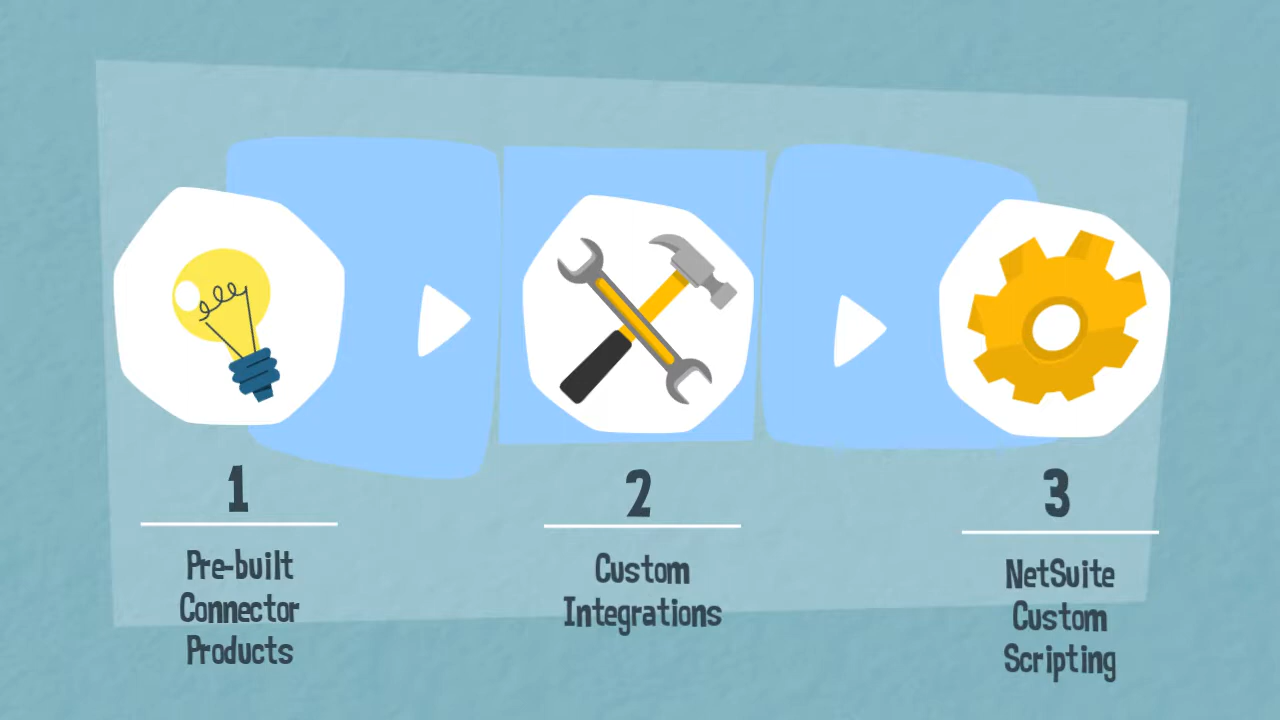 1
Pre-built
Connector
Products
2
Custom
Integrations
3
NetSuite
Custom
Scripting